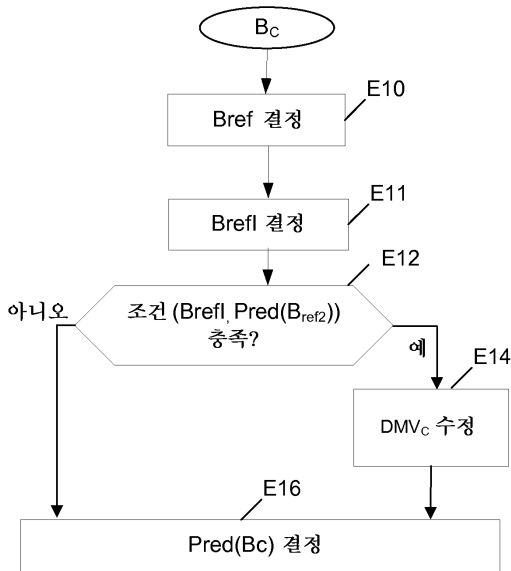 B_C
E10
Bref 결정
E11
BrefI 결정
E12
아니오
조건 (BrefI, Pred(B_ref2))
충족?
예
E14
DMV_C 수정
E16
Pred(Bc) 결정